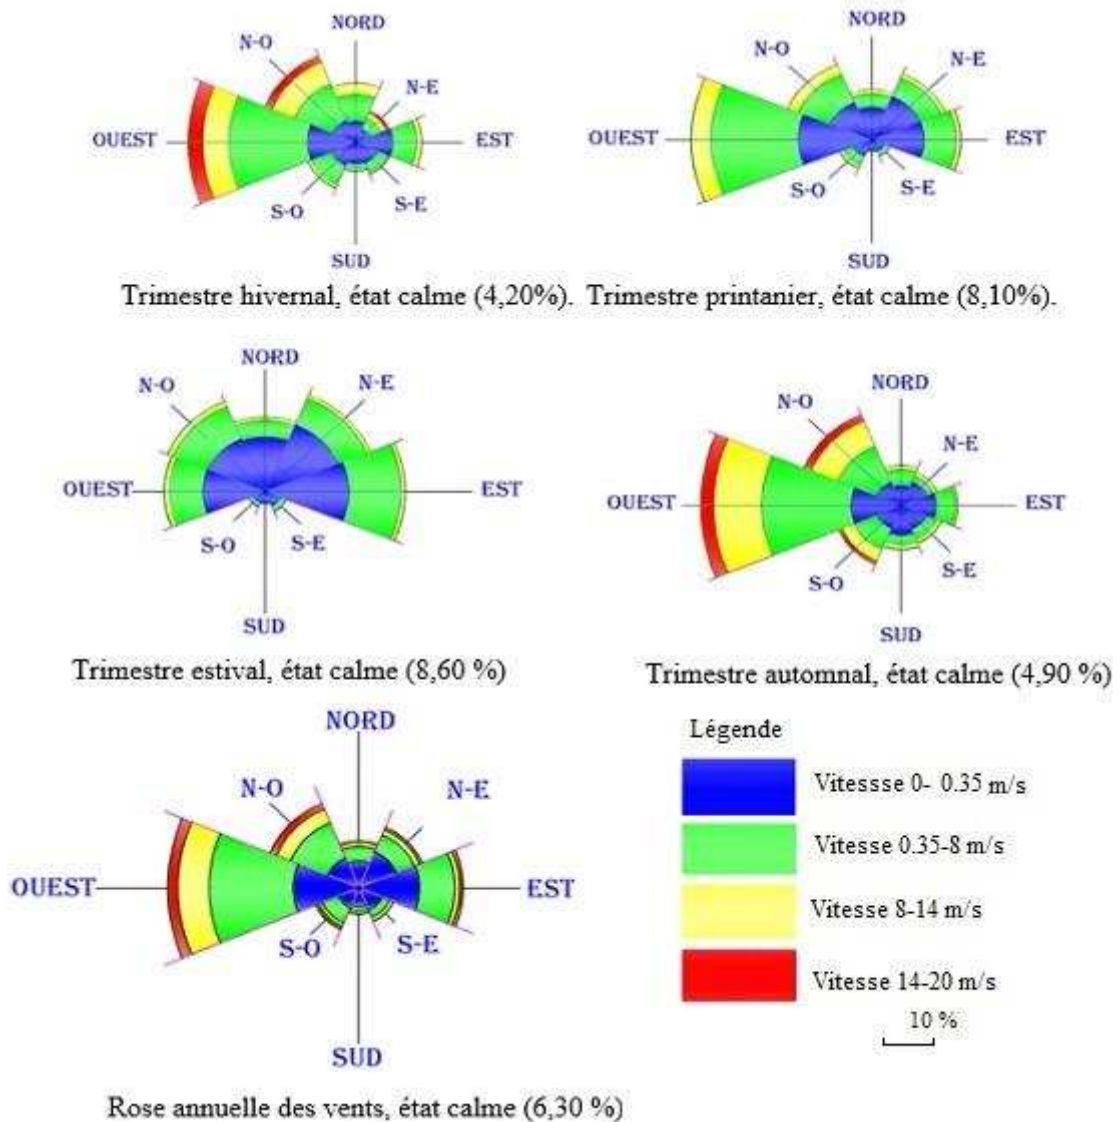 NORD
N-O
N-E
OUEST
EST
S-O
S-E
SUD
Trimestre hivernal, état calme (4,20%).
NORD
N-O
N-E
OUEST
EST
S-O
S-E
SUD
Trimestre printanier, état calme (8,10%).
NORD
N-O
N-E
OUEST
EST
S-O
S-E
SUD
Trimestre estival, état calme (8,60 %)
NORD
N-O
N-E
OUEST
EST
S-O
S-E
SUD
Trimestre automnal, état calme (4,90 %)
NORD
N-O
N-E
OUEST
EST
S-O
S-E
SUD
Rose annuelle des vents, état calme (6,30 %)
Légende
Vitessse 0- 0.35 m/s
Vitesse 0.35-8 m/s
Vitesse 8-14 m/s
Vitesse 14-20 m/s
10 %